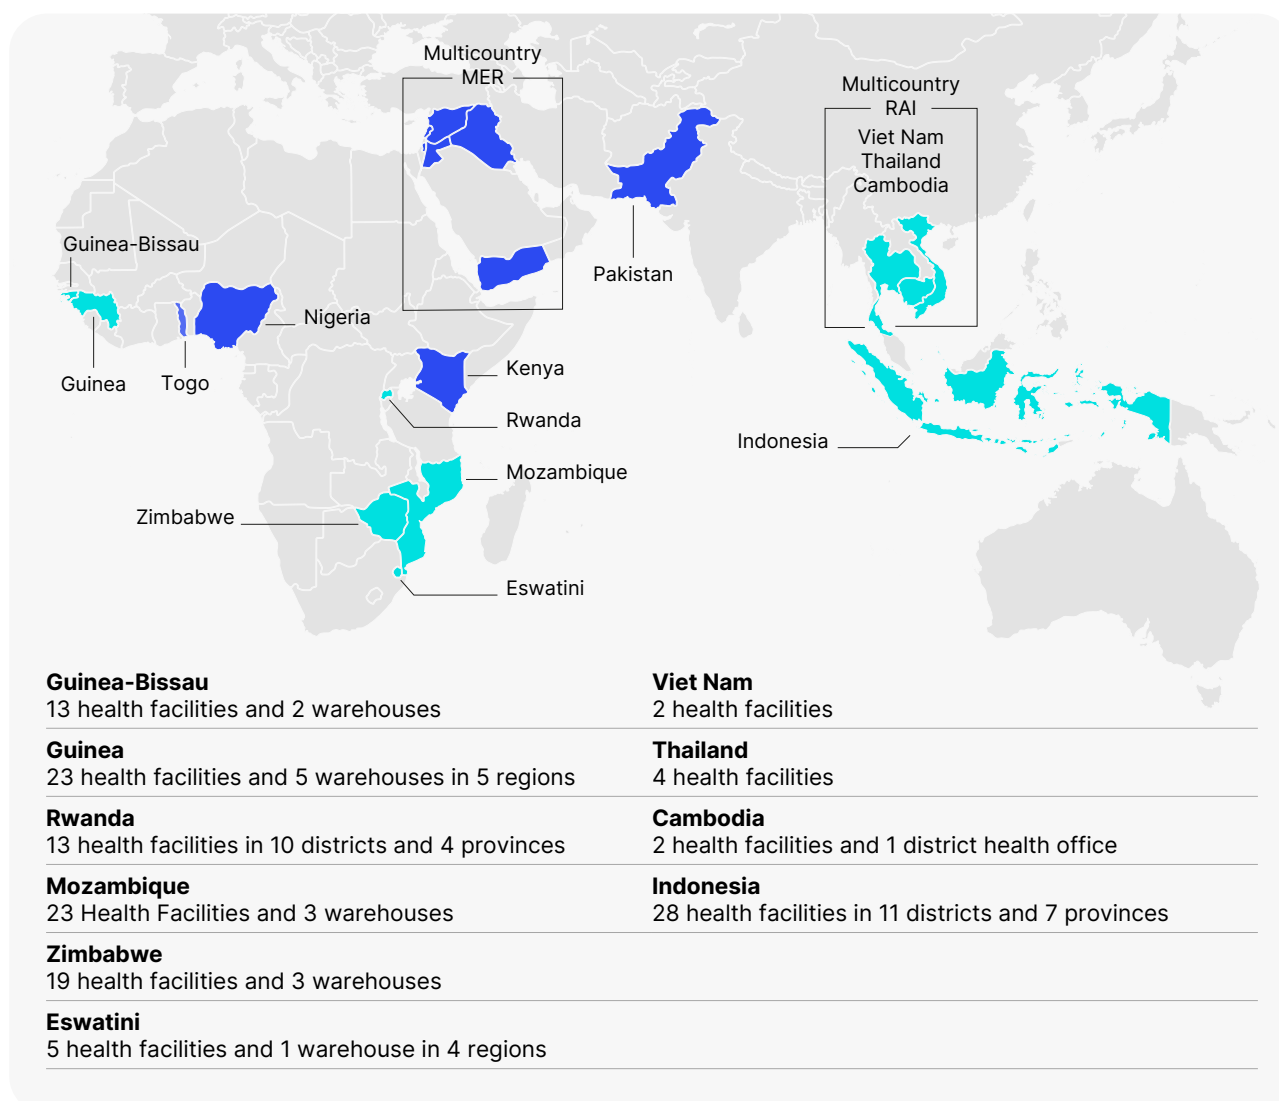 Multicountry
MER
Multicountry
RAI
Viet Nam
Thailand
Cambodia
Guinea-Bissau
Pakistan
Nigeria
Guinea
Togo
Kenya
Rwanda
Indonesia
Mozambique
Zimbabwe
Eswatini
Guinea-Bissau
13 health facilities and 2 warehouses
Guinea
23 health facilities and 5 warehouses in 5 regions
Rwanda
13 health facilities in 10 districts and 4 provinces
Mozambique
23 Health Facilities and 3 warehouses
Zimbabwe
19 health facilities and 3 warehouses
Eswatini
5 health facilities and 1 warehouse in 4 regions
Viet Nam
2 health facilities
Thailand
4 health facilities
Cambodia
2 health facilities and 1 district health office
Indonesia
28 health facilities in 11 districts and 7 provinces